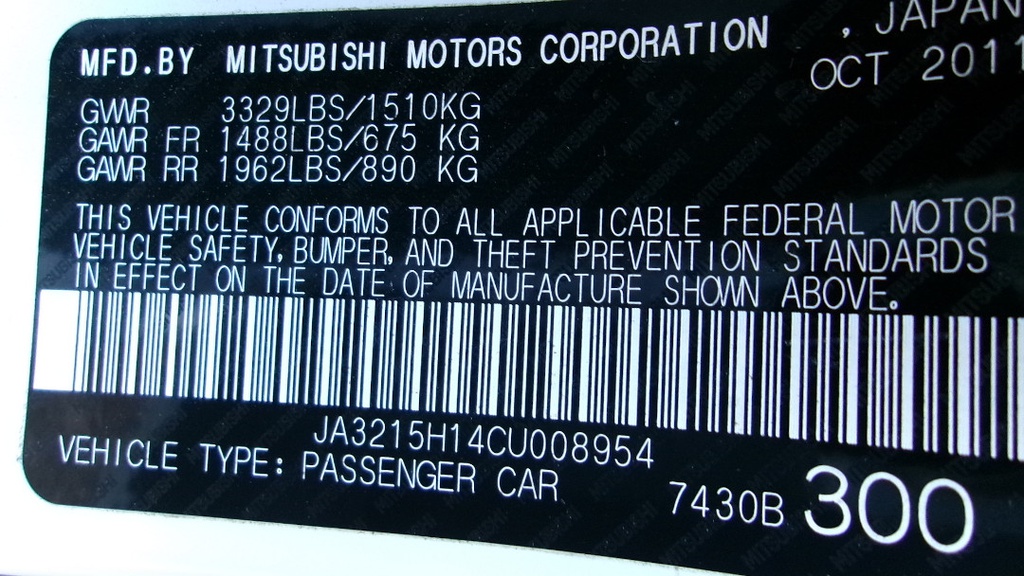 MFD.BY MITSUBISHI MOTORS CORPORATION , JAPAN
OCT 2011
GVWR 3329LBS/1510KG
GAWR FR 1488LBS/675 KG
GAWR RR 1962LBS/890 KG
THIS VEHICLE CONFORMS TO ALL APPLICABLE FEDERAL MOTOR
VEHICLE SAFETY, BUMPER, AND THEFT PREVENTION STANDARDS
IN EFFECT ON THE DATE OF MANUFACTURE SHOWN ABOVE.
JA3215H14CU008954
VEHICLE TYPE: PASSENGER CAR
7430B 300